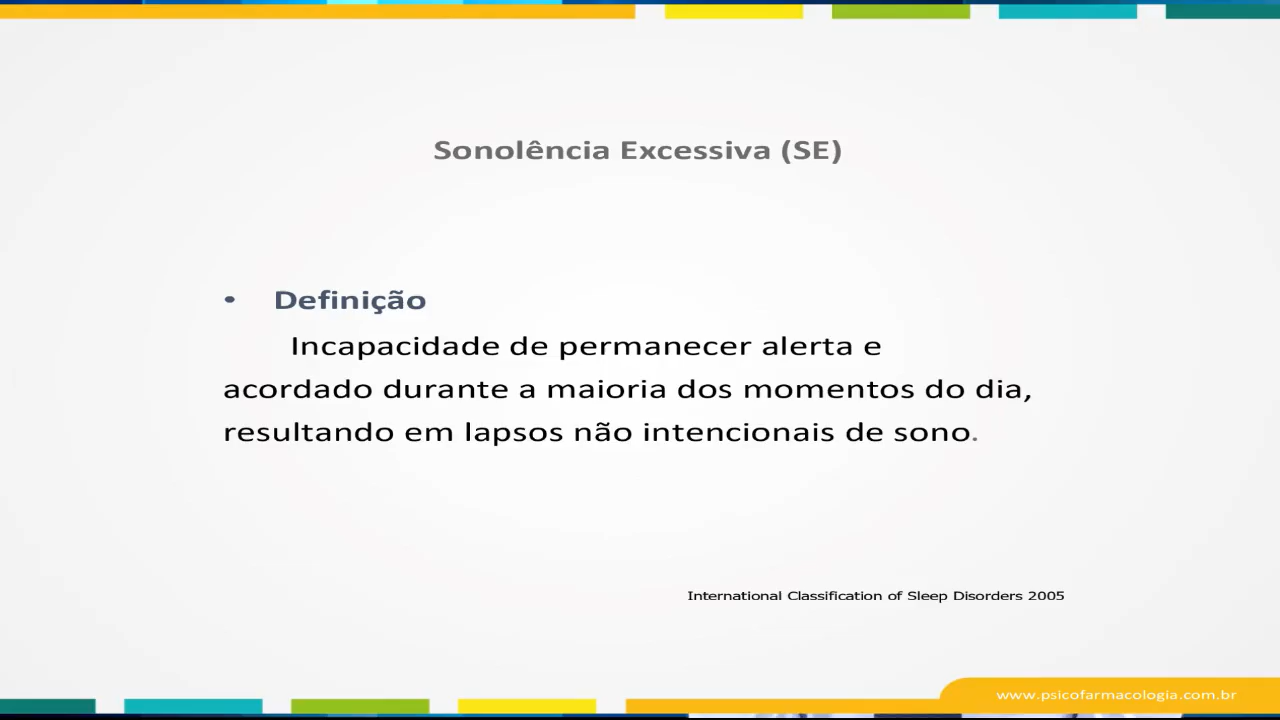 Sonolência Excessiva (SE)
• Definição
Incapacidade de permanecer alerta e
acordado durante a maioria dos momentos do dia,
resultando em lapsos não intencionais de sono.
International Classification of Sleep Disorders 2005
www.psicofarmacologia.com.br